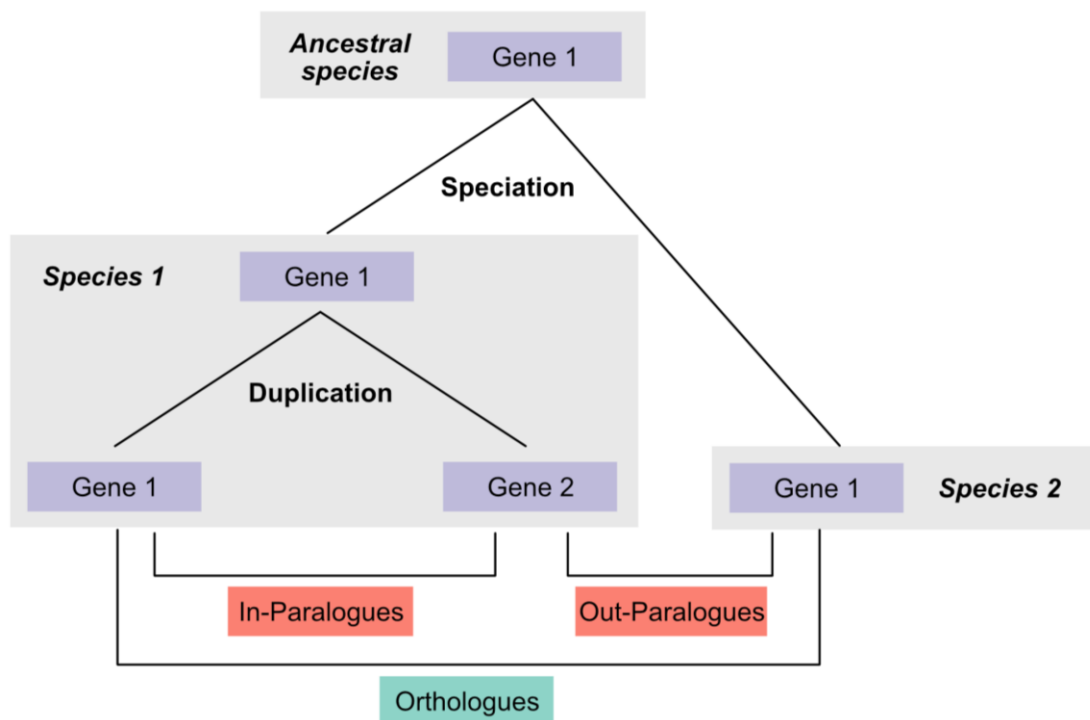 Ancestral
species
Gene 1
Speciation
Species 1
Gene 1
Duplication
Gene 1
Gene 2
Gene 1
Species 2
In-Paralogues
Out-Paralogues
Orthologues